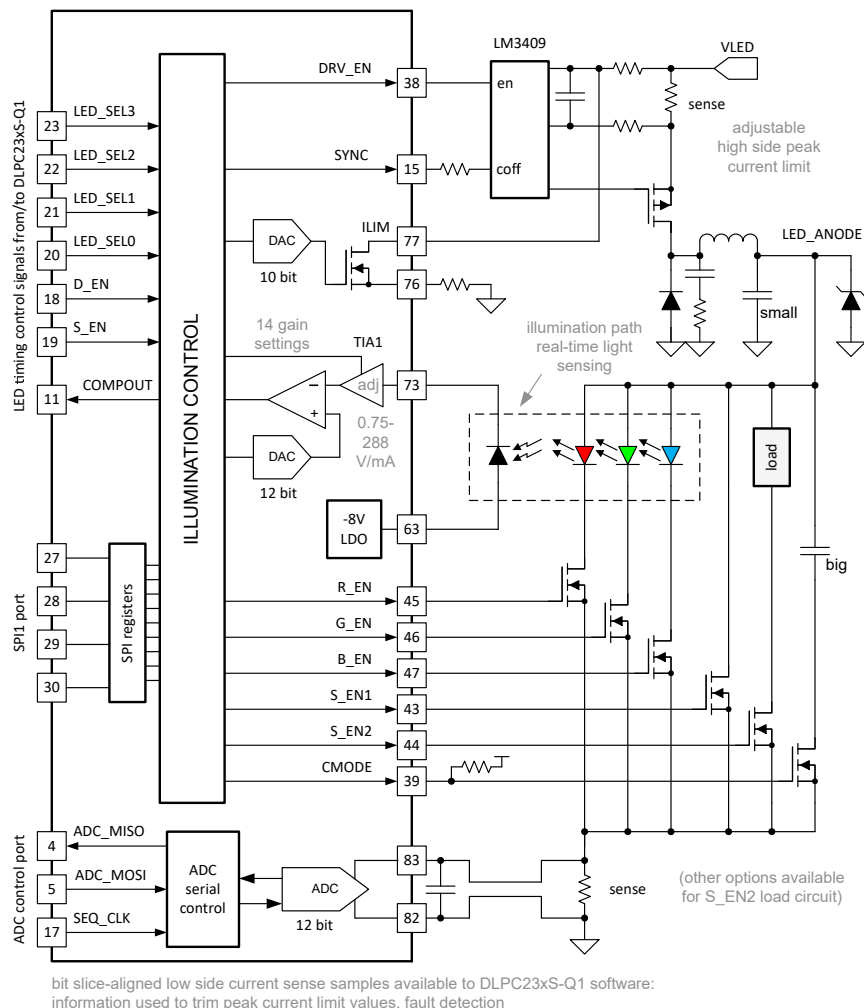 LM3409
VLED
DRV_EN
38
en
23
LED_SEL3
sense
adjustable
high side peak
current limit
22
LED_SEL2
SYNC
15
coff
21
LED_SEL1
ILIM
77
LED_ANODE
20
LED_SEL0
DAC
10 bit
18
D_EN
76
19
S_EN
14 gain
settings
TIA1
small
illumination path
real-time light
sensing
11
COMPOUT
adj
73
−
+
0.75-
288
V/mA
DAC
12 bit
load
LED timing control signals from/to DLPC23xS-Q1
ILLUMINATION CONTROL
-8V
LDO
63
big
27
28
29
30
SPI1 port
SPI registers
R_EN
45
G_EN
46
B_EN
47
S_EN1
43
S_EN2
44
CMODE
39
4
ADC_MISO
5
ADC_MOSI
17
SEQ_CLK
ADC control port
ADC
serial
control
ADC
12 bit
83
82
sense
(other options available
for S_EN2 load circuit)
bit slice-aligned low side current sense samples available to DLPC23xS-Q1 software:
information used to trim peak current limit values, fault detection